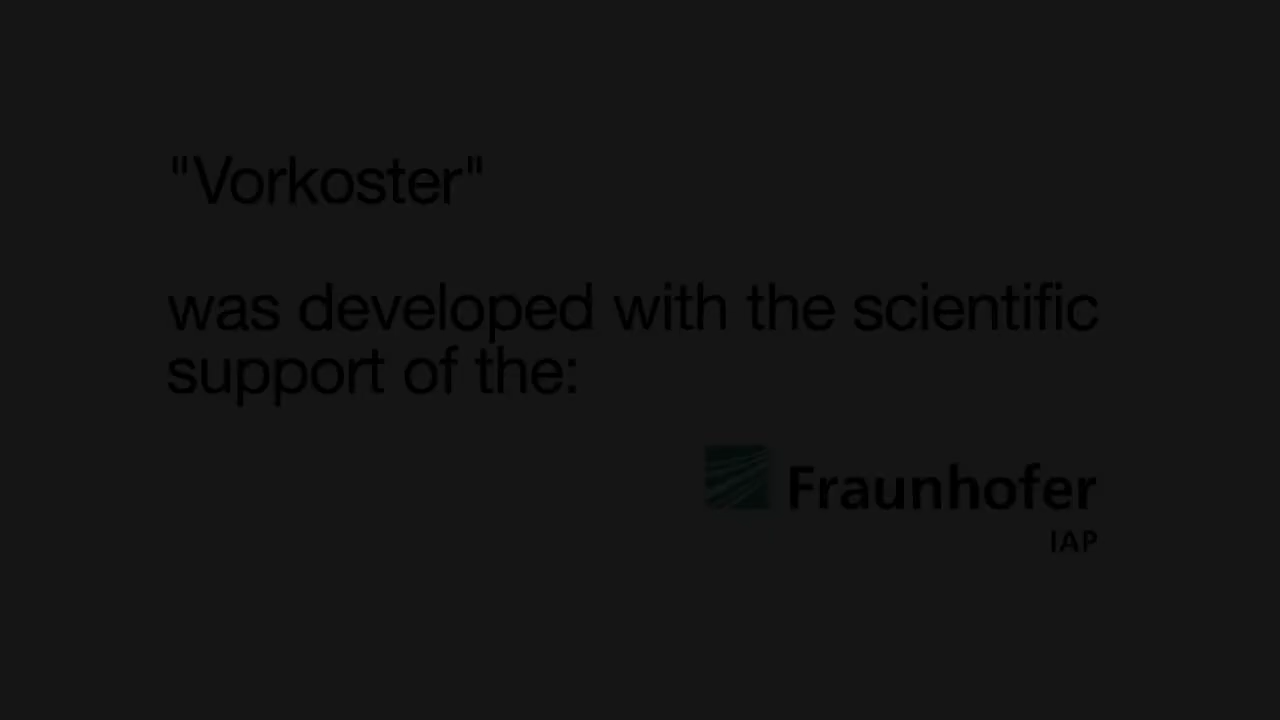 "Vorkoster"
was developed with the scientific
support of the:
Fraunhofer
IAP